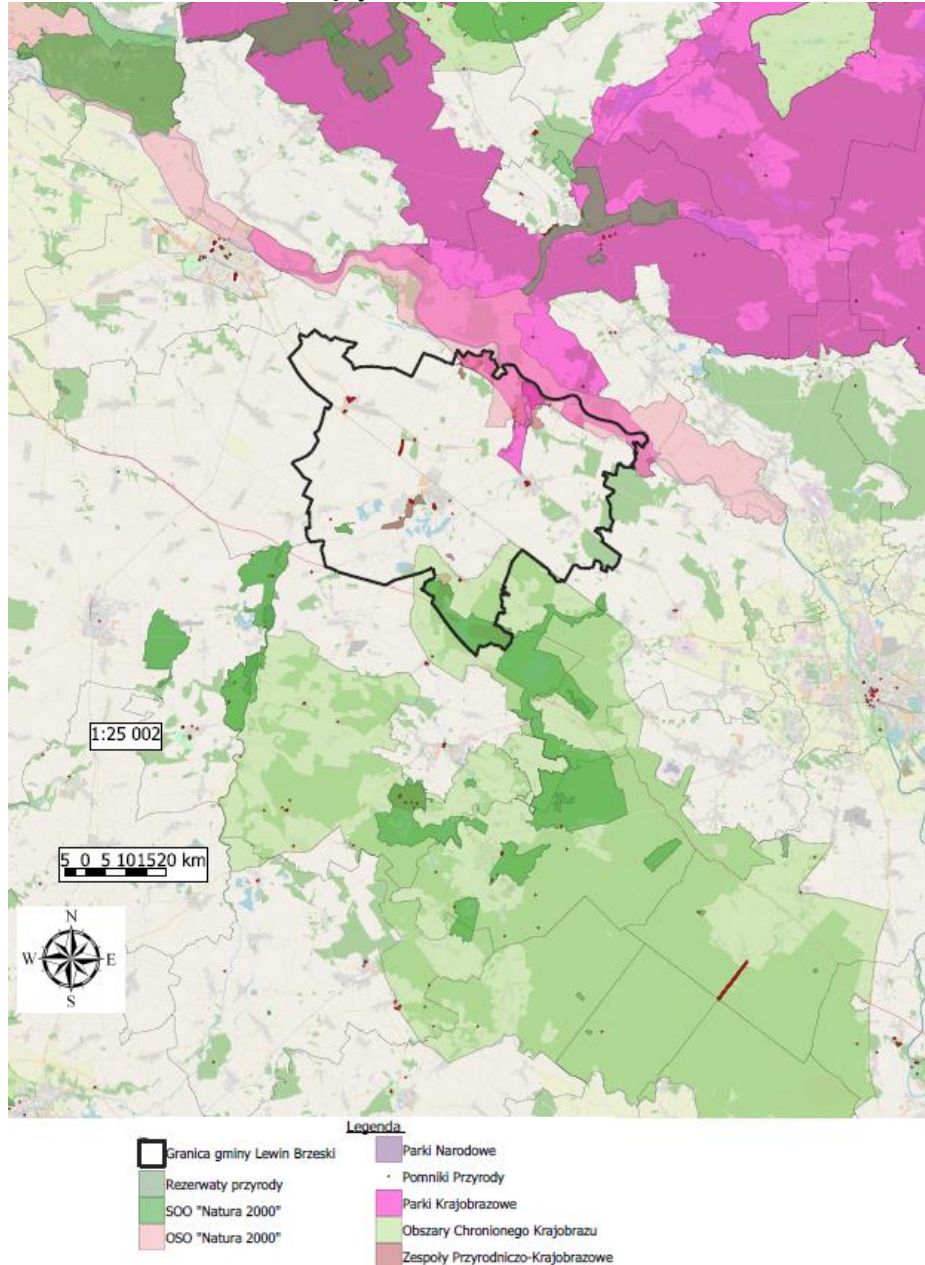 1:25 002
5 0 5 101520 km
N
W E
S
Legenda
Granica gminy Lewin Brzeski
Rezerwaty przyrody
SOO "Natura 2000"
OSO "Natura 2000"
Parki Narodowe
Pomniki Przyrody
Parki Krajobrazowe
Obszary Chronionego Krajobrazu
Zespoły Przyrodniczo-Krajobrazowe